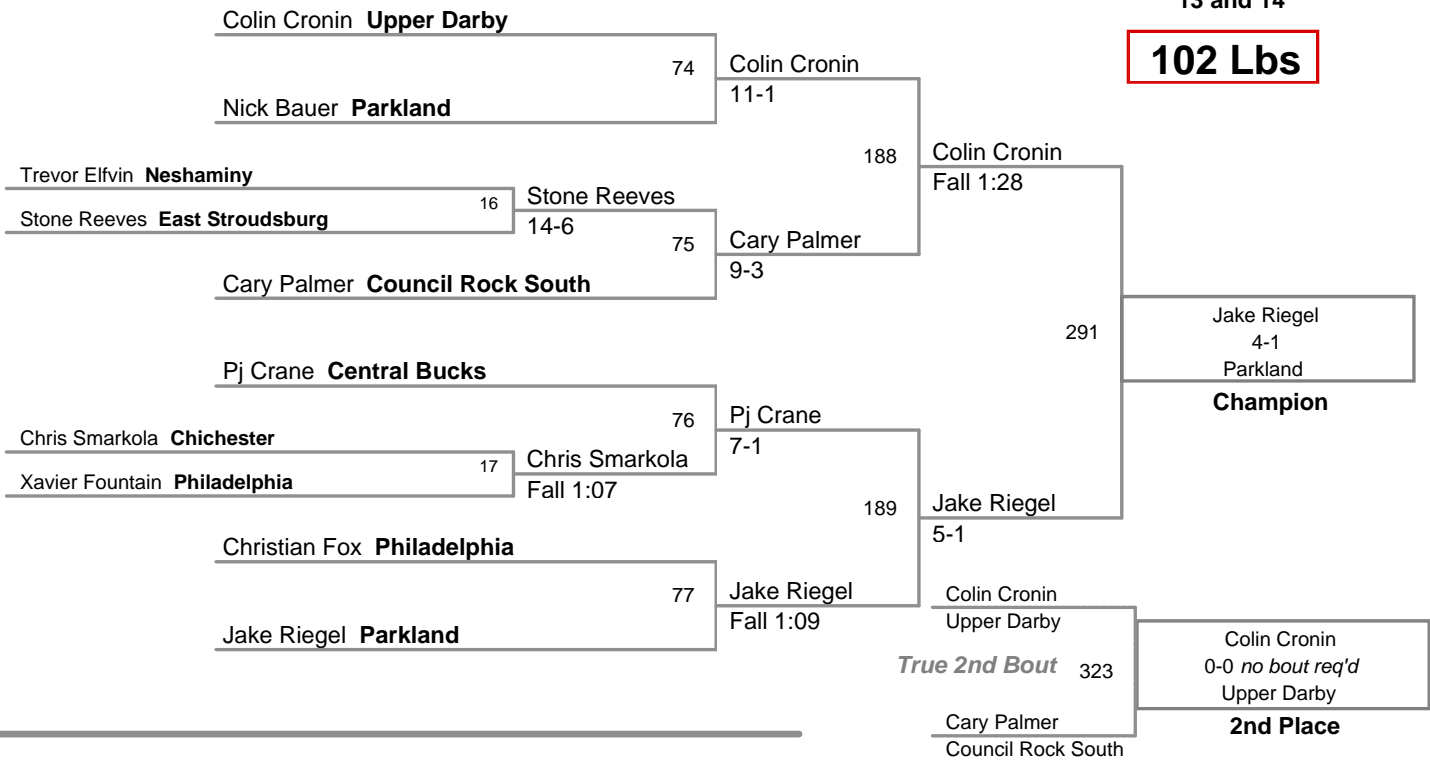 13 and 14
102 Lbs
Colin Cronin Upper Darby
74
Colin Cronin
11-1
Nick Bauer Parkland
188
Colin Cronin
Fall 1:28
Trevor Elfvin Neshaminy
16
Stone Reeves
14-6
Stone Reeves East Stroudsburg
75
Cary Palmer
9-3
Cary Palmer Council Rock South
291
Jake Riegel
4-1
Parkland
Champion
Pj Crane Central Bucks
76
Pj Crane
7-1
Chris Smarkola Chichester
17
Chris Smarkola
Fall 1:07
Xavier Fountain Philadelphia
189
Jake Riegel
5-1
Christian Fox Philadelphia
77
Jake Riegel
Fall 1:09
Jake Riegel Parkland
Colin Cronin
Upper Darby
True 2nd Bout 323
Colin Cronin
0-0 no bout req'd
Upper Darby
2nd Place
Cary Palmer
Council Rock South